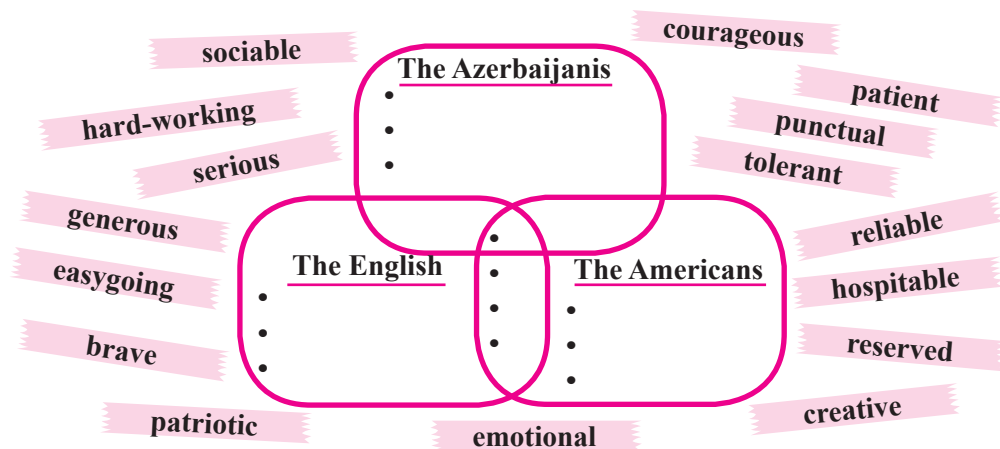 sociable
courageous
The Azerbaijanis
•
•
•
hard-working
patient
punctual
serious
tolerant
generous
reliable
easygoing
The English
•
•
•
•
•
•
•
The Americans
•
•
•
hospitable
brave
reserved
patriotic
emotional
creative